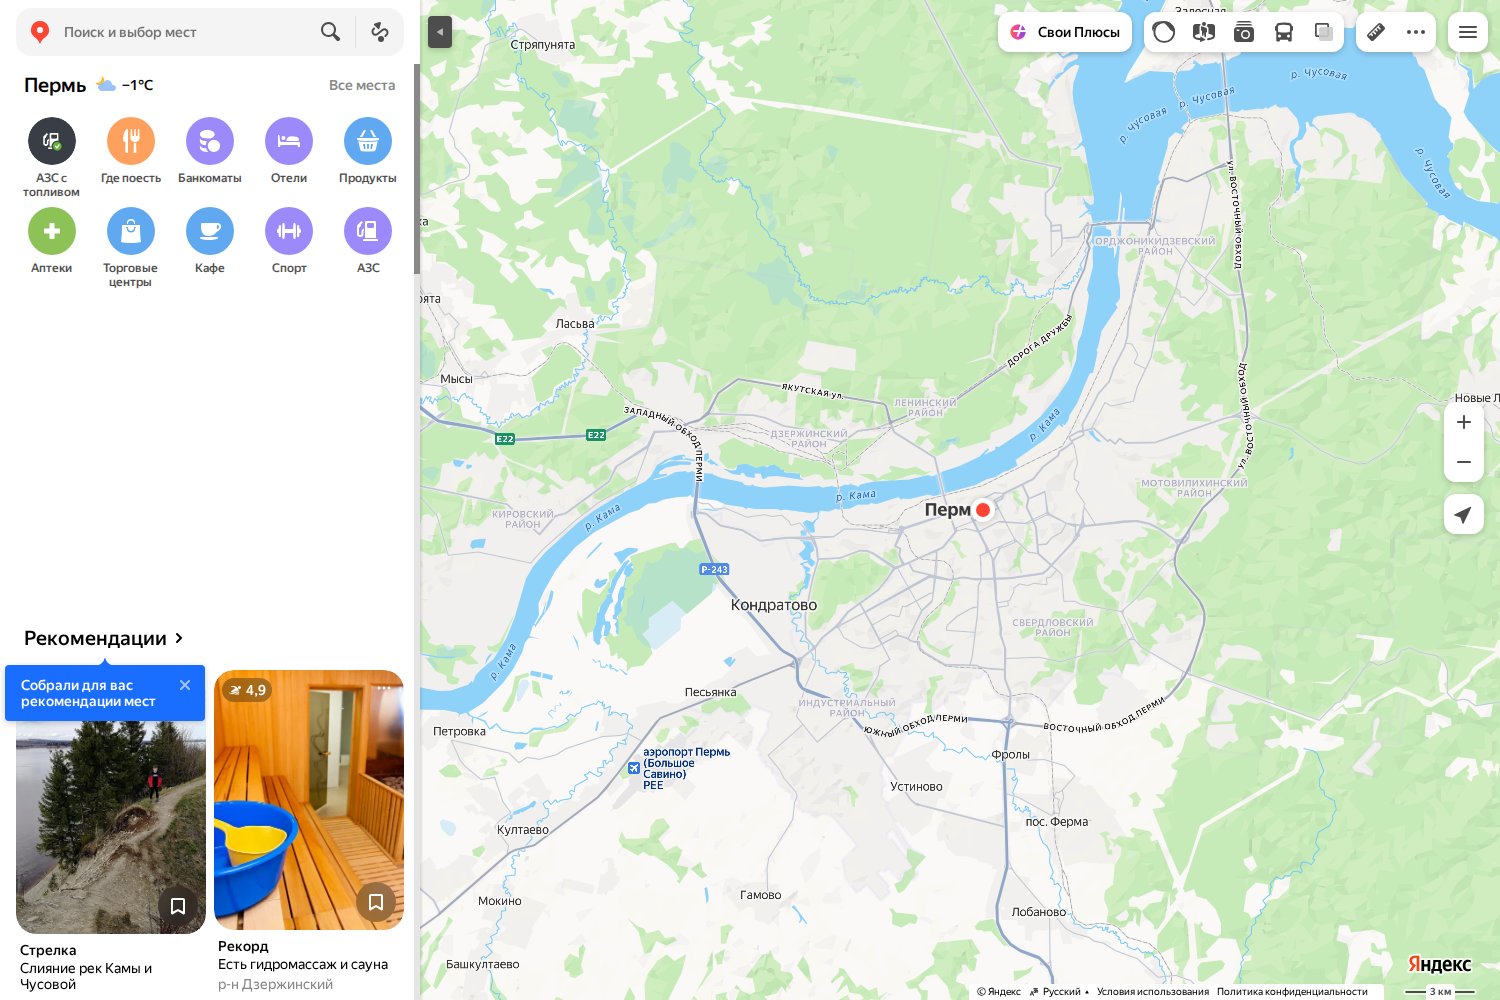 Поиск и выбор мест
Пермь
−1°C
Все места
АЗС с
топливом
Где поесть
Банкоматы
Отели
Продукты
Аптеки
Торговые
центры
Кафе
Спорт
АЗС
Рекомендации
Собрали для вас
рекомендации мест
4,9
Стрелка
Слияние рек Камы и
Чусовой
Рекорд
Есть гидромассаж и сауна
р-н Дзержинский
Свои Плюсы
Стряпунята
р. Чусовая
р. Чусовая
р. Чусовая
р. Чусовая
ул. ВОСТОЧНЫЙ ОБХОД
ОРДЖОНИКИДЗЕВСКИЙ
РАЙОН
Ласьва
ДОРОГА ДРУЖБЫ
Мысы
ЯКУТСКАЯ ул.
ЗАПАДНЫЙ ОБХОД ПЕРМИ
ЛЕНИНСКИЙ
РАЙОН
ДЗЕРЖИНСКИЙ
РАЙОН
E22
E22
р. Кама
ул. ВОСТОЧНЫЙ ОБХОД
МОТОВИЛИХИНСКИЙ
РАЙОН
р. Кама
КИРОВСКИЙ
РАЙОН
р. Кама
Перм
Р-243
Кондратово
СВЕРДЛОВСКИЙ
РАЙОН
р. Кама
Песьянка
ИНДУСТРИАЛЬНЫЙ
РАЙОН
ЮЖНЫЙ ОБХОД ПЕРМИ
ВОСТОЧНЫЙ ОБХОД ПЕРМИ
Петровка
аэропорт Пермь
(Большое
Савино)
PEE
Фролы
Устиново
Култаево
пос. Ферма
Гамово
Мокино
Лобаново
Башкултаево
Яндекс
© Яндекс
Русский
Условия использования
Политика конфиденциальности
3 км